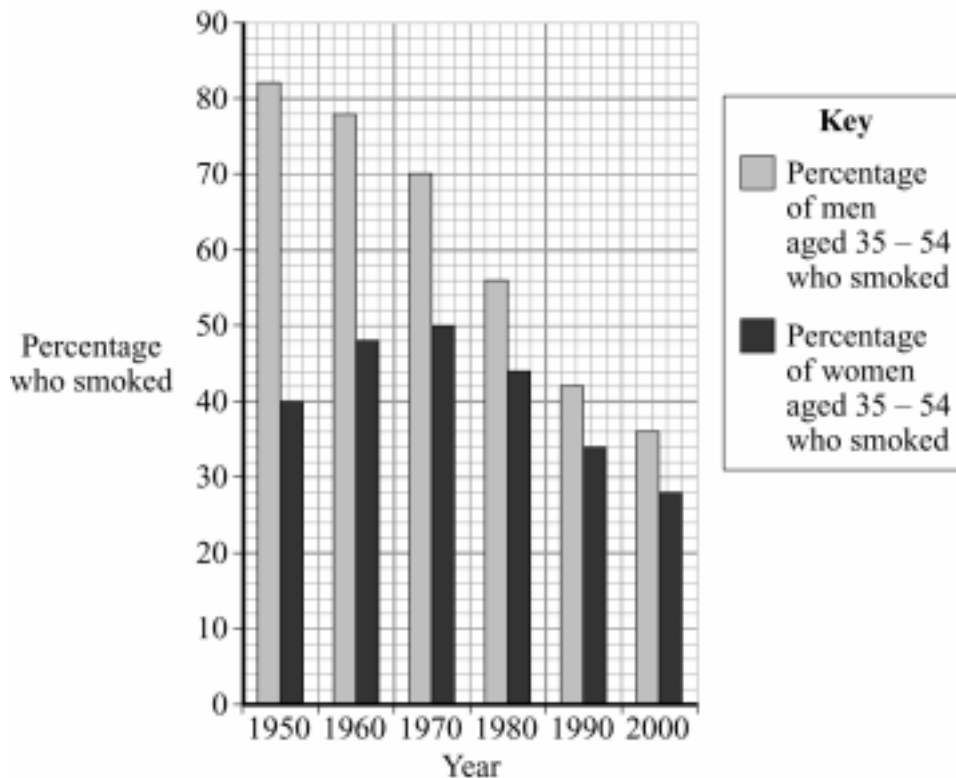 90
80
70
60
50
40
30
20
10
0
Percentage
who smoked
1950 1960 1970 1980 1990 2000
Year
Key
Percentage
of men
aged 35 – 54
who smoked
Percentage
of women
aged 35 – 54
who smoked